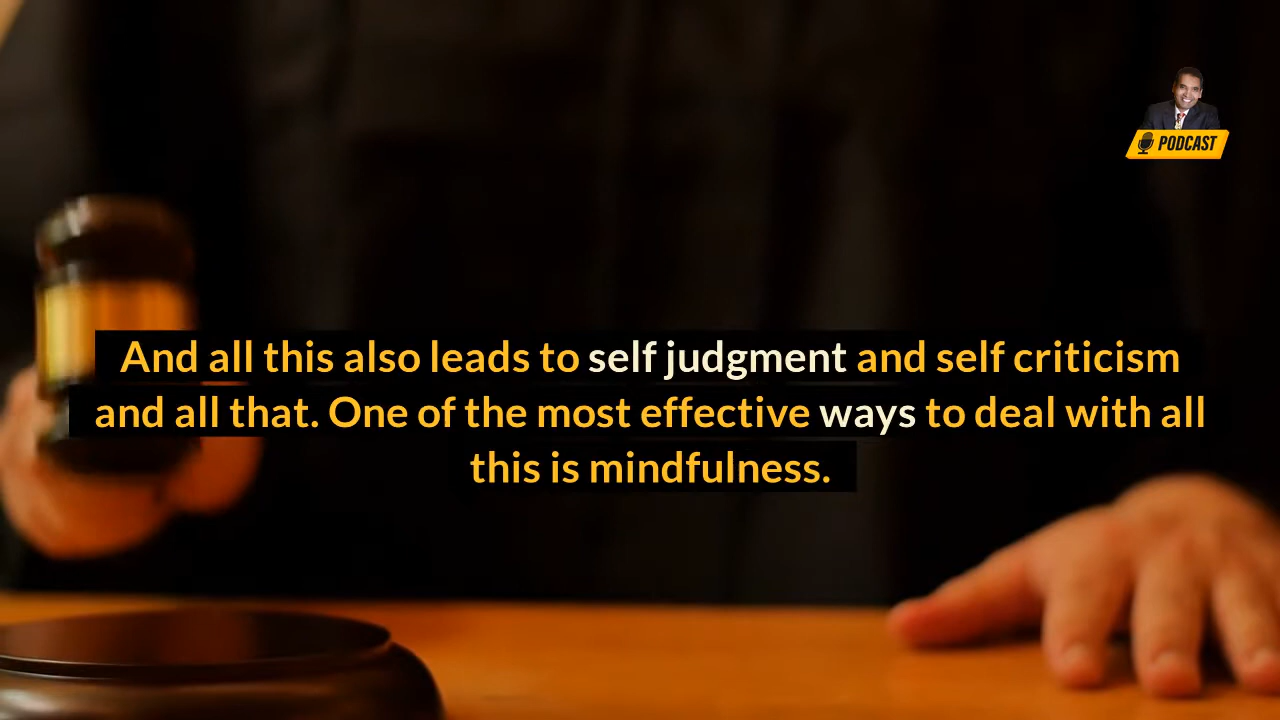 PODCAST
And all this also leads to self judgment and self criticism
and all that. One of the most effective ways to deal with all
this is mindfulness.